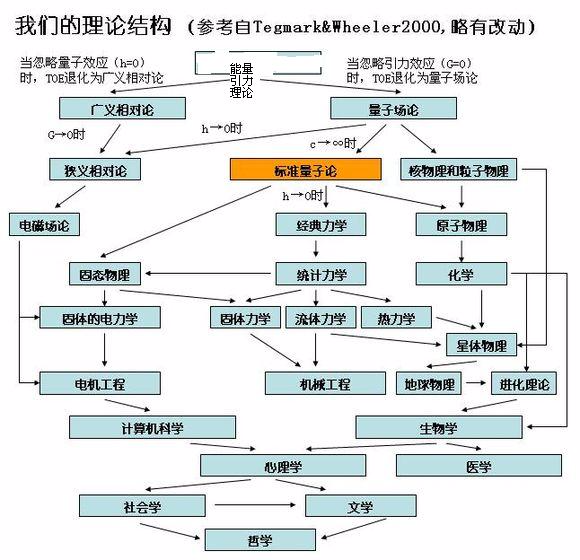 我们的理论结构 (参考自Tegmark&Wheeler2000,略有改动)
当忽略量子效应（h=0）
时，TOE退化为广义相对论
能量
引力
理论
当忽略引力效应（G=0）
时，TOE退化为量子场论
广义相对论
量子场论
G→0时
h→0时
c→∞时
狭义相对论
标准量子论
核物理和粒子物理
h→0时
电磁场论
经典力学
原子物理
固态物理
统计力学
化学
固体的电力学
固体力学
流体力学
热力学
星体物理
电机工程
机械工程
地球物理
进化理论
计算机科学
生物学
心理学
医学
社会学
文学
哲学